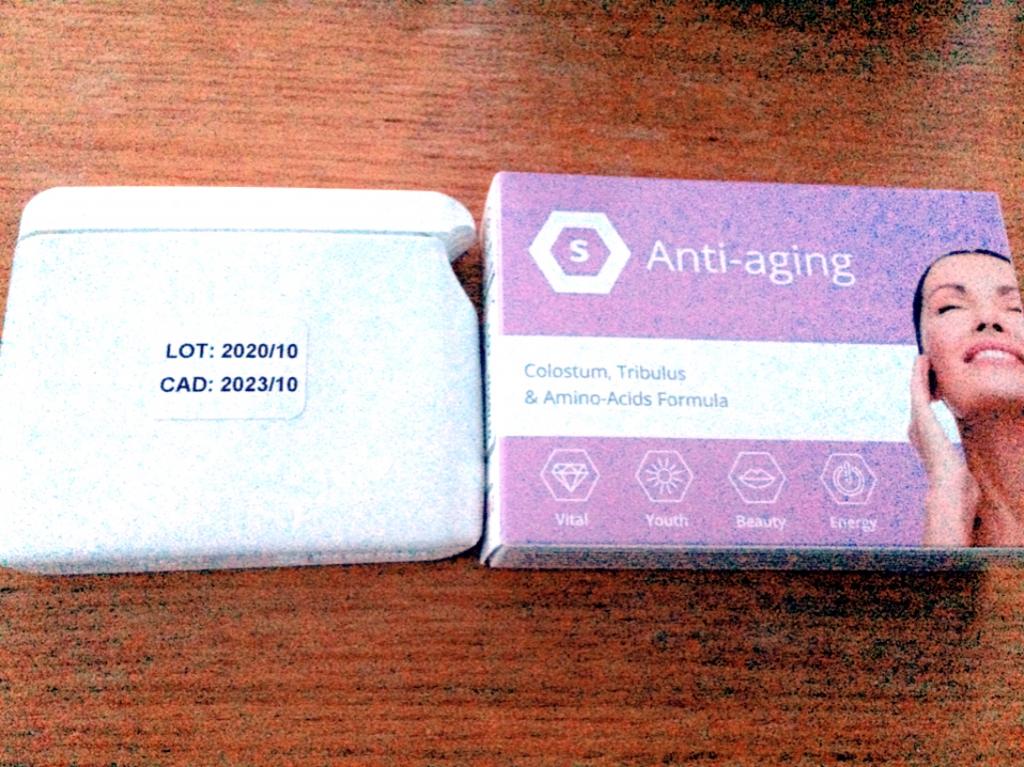 LOT: 2020/10
CAD: 2023/10
S
Anti-aging
Colostum, Tribulus
& Amino-Acids Formula
Vital
Youth
Beauty
Energy